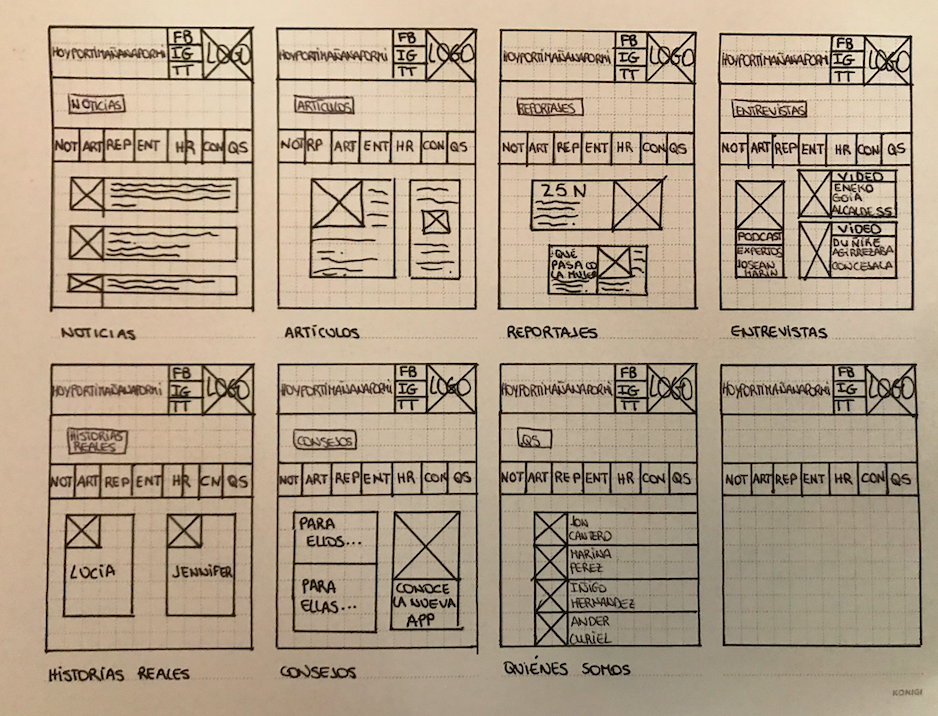 HOYPORTIMAÑANAPORMI
FB
IG
TT
LOGO
NOTICIAS
NOT ART REP ENT HR CON QS
NOTICIAS
HOYPORTIMAÑANAPORMI
FB
IG
TT
LOGO
ARTÍCULOS
NOT RP ART ENT HR CON QS
ARTÍCULOS
HOYPORTIMAÑANAPORMI
FB
IG
TT
LOGO
REPORTAJES
NOT ART REP ENT HR CON QS
25N
¿QUÉ
PASA CO
LA MUJER
REPORTAJES
HOYPORTIMAÑANAPORMI
FB
IG
TT
LOGO
ENTREVISTAS
NOT ART REP ENT HR CON QS
PODCAST
EXPERTOS
JOSEAN
MARIN
VIDEO
ENEKO
GOIA
ALCALDE SS
VIDEO
DUÑIKE
AGIRREZABA
CONCEJALA
ENTREVISTAS
HOYPORTIMAÑANAPORMI
FB
IG
TT
LOGO
HISTORIAS
REALES
NOT ART REP ENT HR CN QS
LUCÍA
JENNIFER
HISTORIAS REALES
HOYPORTIMAÑANAPORMI
FB
IG
TT
LOGO
CONSEJOS
NOT ART REP ENT HR CON QS
PARA
ELLOS...
PARA
ELLAS...
CONOCE
LA NUEVA
APP
CONSEJOS
HOYPORTIMAÑANAPORMI
FB
IG
TT
LOGO
QS
NOT ART REP ENT HR CON QS
JON
CANTERO
MARINA
PEREZ
IÑIGO
HERNANDEZ
ANDER
CURIEL
QUIÉNES SOMOS
HOYPORTIMAÑANAPORMI
FB
IG
TT
LOGO
NOT ART REP ENT HR CON QS
KONIGI